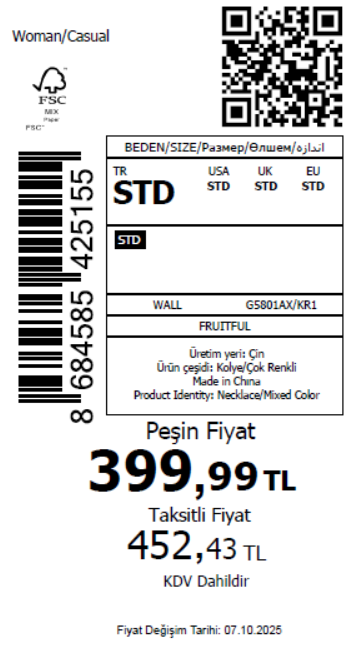 Woman/Casual
FSC
MIX
Paper
FSC™
BEDEN/SIZE/Размер/Өлшем/اندازه
TR USA UK EU
STD STD STD STD
STD
WALL G5801AX/KR1
FRUITFUL
Üretim yeri: Çin
Ürün çeşidi: Kolye/Çok Renkli
Made in China
Product Identity: Necklace/Mixed Color
8 684585 425155
Peşin Fiyat
399,99 TL
Taksitli Fiyat
452,43 TL
KDV Dahildir
Fiyat Değişim Tarihi: 07.10.2025